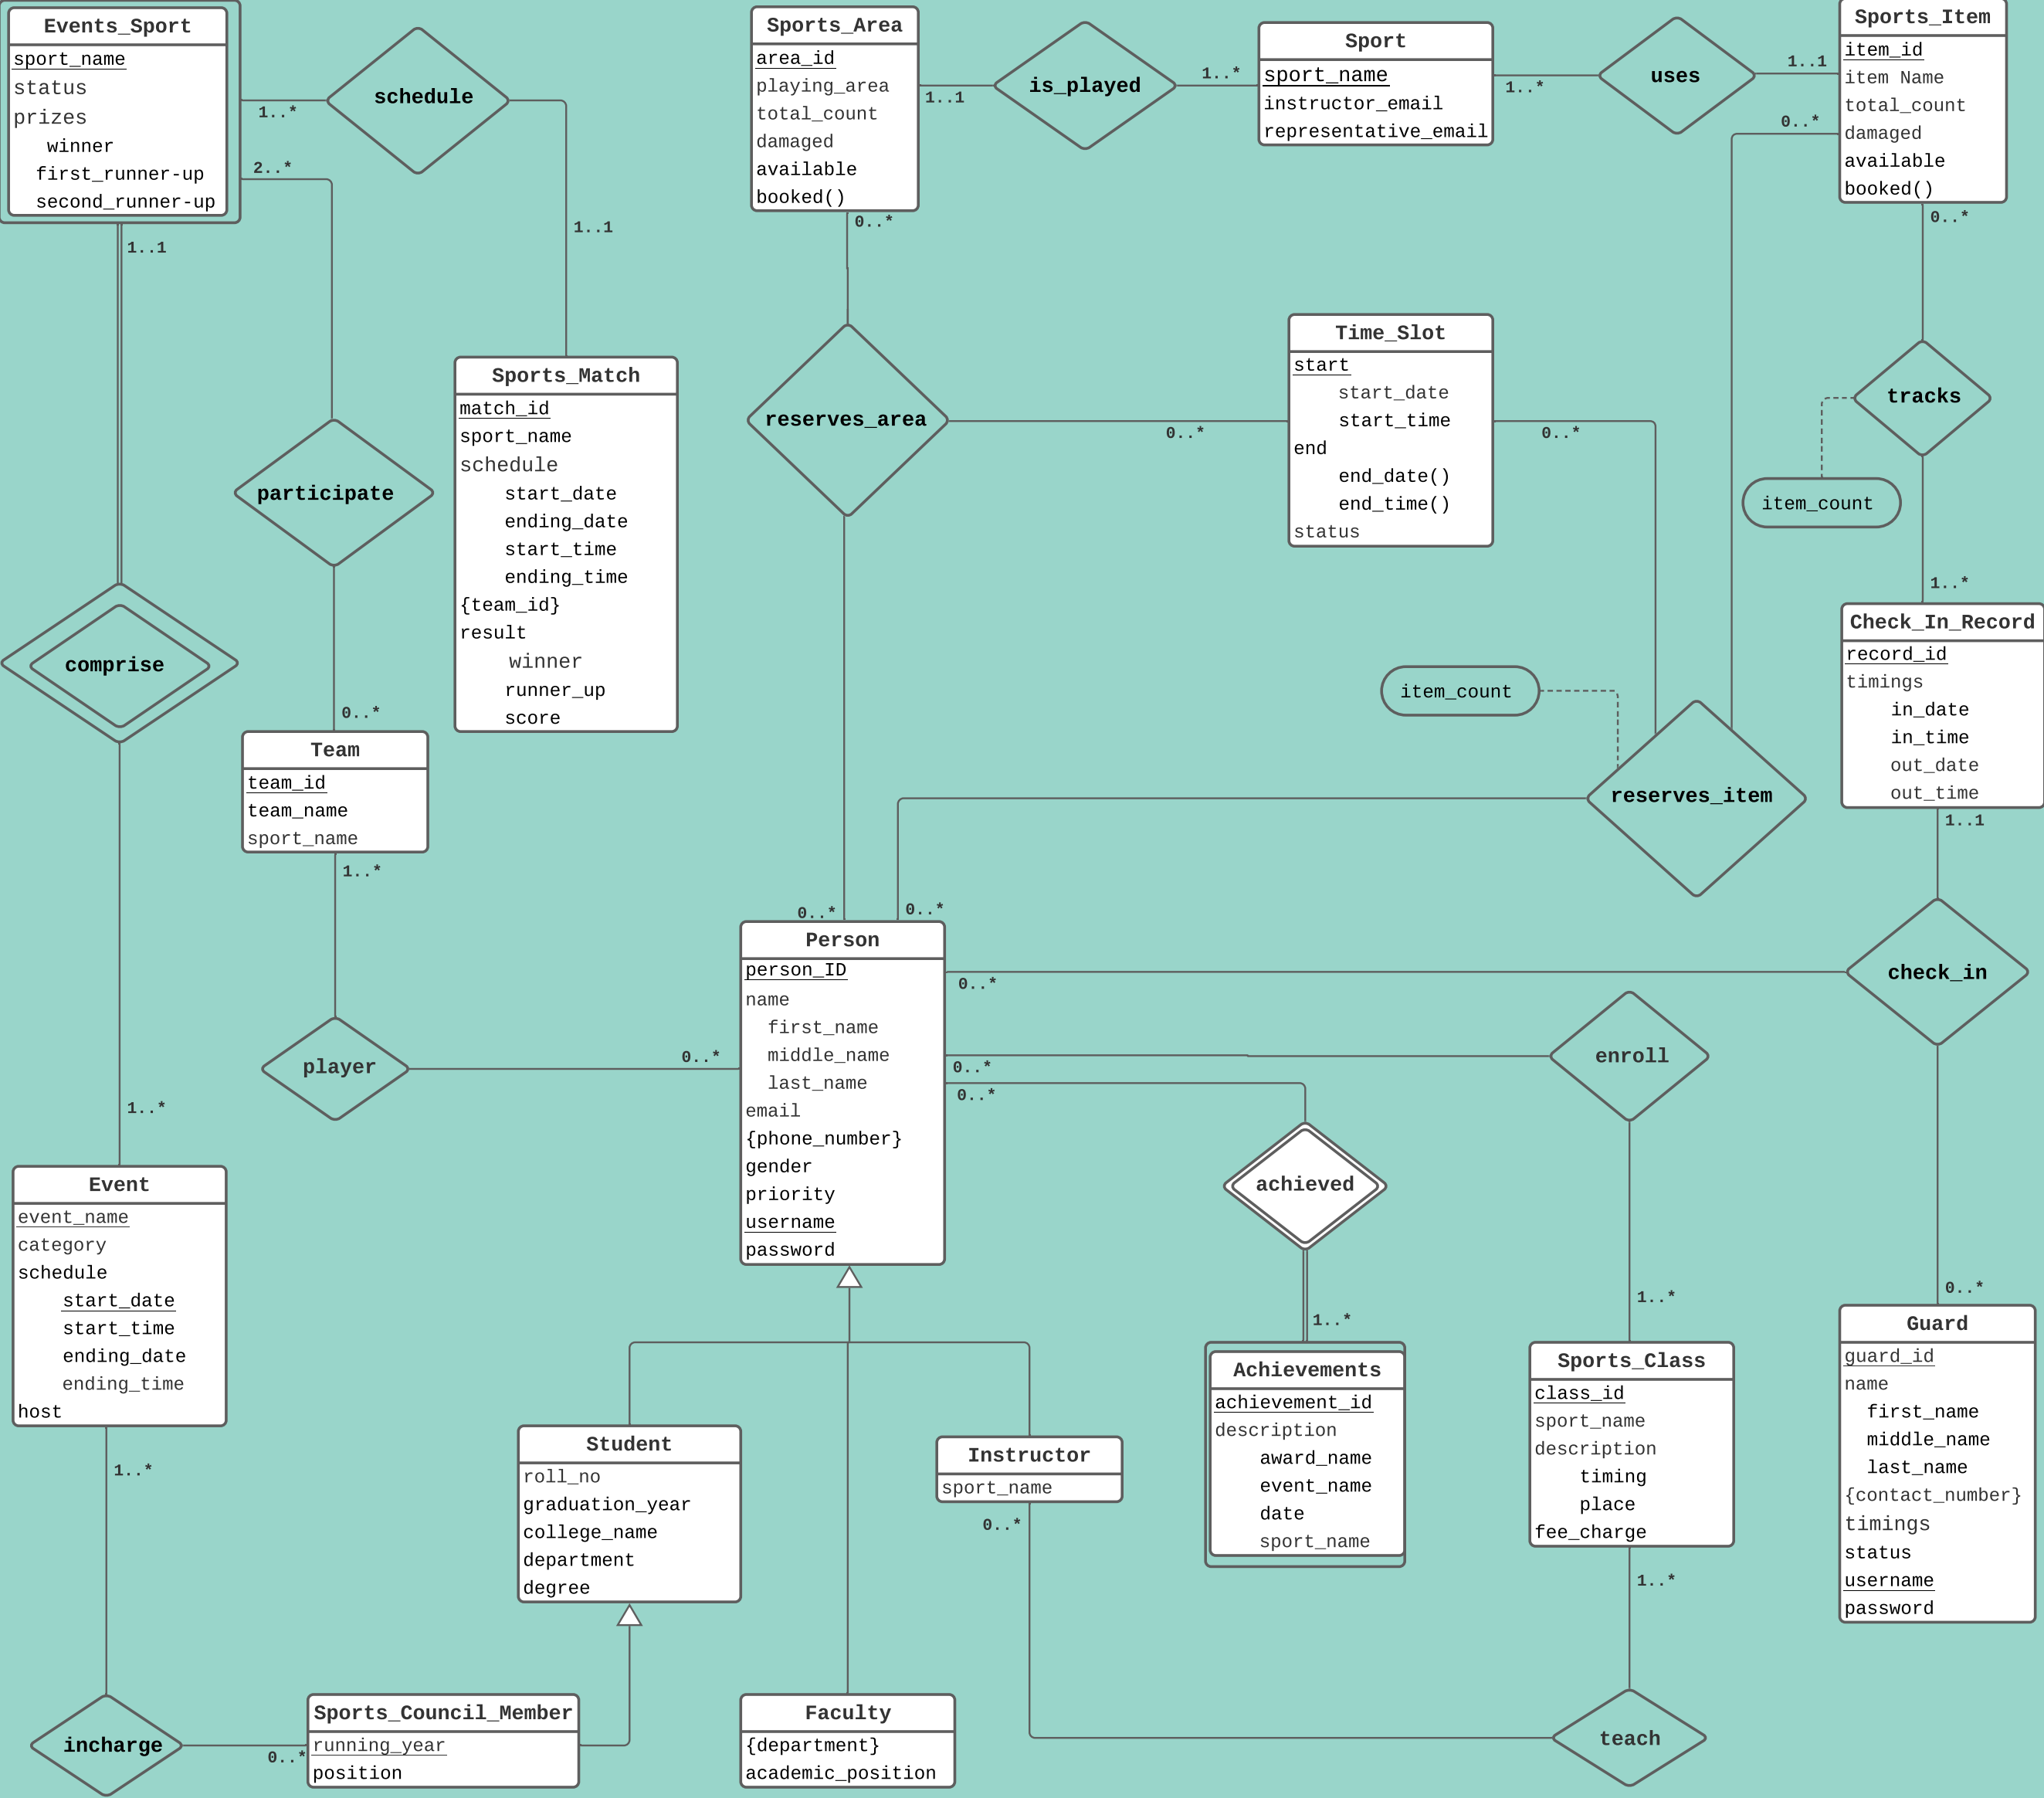 Events_Sport
sport_name
status
prizes
winner
first_runner-up
second_runner-up
schedule
1..*
2..*
1..1
1..1
Sports_Area
area_id
playing_area
total_count
damaged
available
booked()
1..1
0..*
is_played
1..*
Sport
sport_name
instructor_email
representative_email
1..*
uses
1..1
0..*
Sports_Item
item_id
item Name
total_count
damaged
available
booked()
0..*
Sports_Match
match_id
sport_name
schedule
start_date
ending_date
start_time
ending_time
{team_id}
result
winner
runner_up
score
participate
0..*
comprise
1..*
reserves_area
0..*
Time_Slot
start
start_date
start_time
end
end_date()
end_time()
status
0..*
tracks
item_count
1..*
Check_In_Record
record_id
timings
in_date
in_time
out_date
out_time
1..1
item_count
reserves_item
Team
team_id
team_name
sport_name
1..*
player
0..*
0..*
0..*
Person
person_ID
name
first_name
middle_name
last_name
email
{phone_number}
gender
priority
username
password
0..*
0..*
0..*
check_in
0..*
enroll
1..*
achieved
1..*
Event
event_name
category
schedule
start_date
start_time
ending_date
ending_time
host
1..*
Student
roll_no
graduation_year
college_name
department
degree
Instructor
sport_name
0..*
Achievements
achievement_id
description
award_name
event_name
date
sport_name
Sports_Class
class_id
sport_name
description
timing
place
fee_charge
1..*
Guard
guard_id
name
first_name
middle_name
last_name
{contact_number}
timings
status
username
password
incharge
0..*
Sports_Council_Member
running_year
position
Faculty
{department}
academic_position
teach